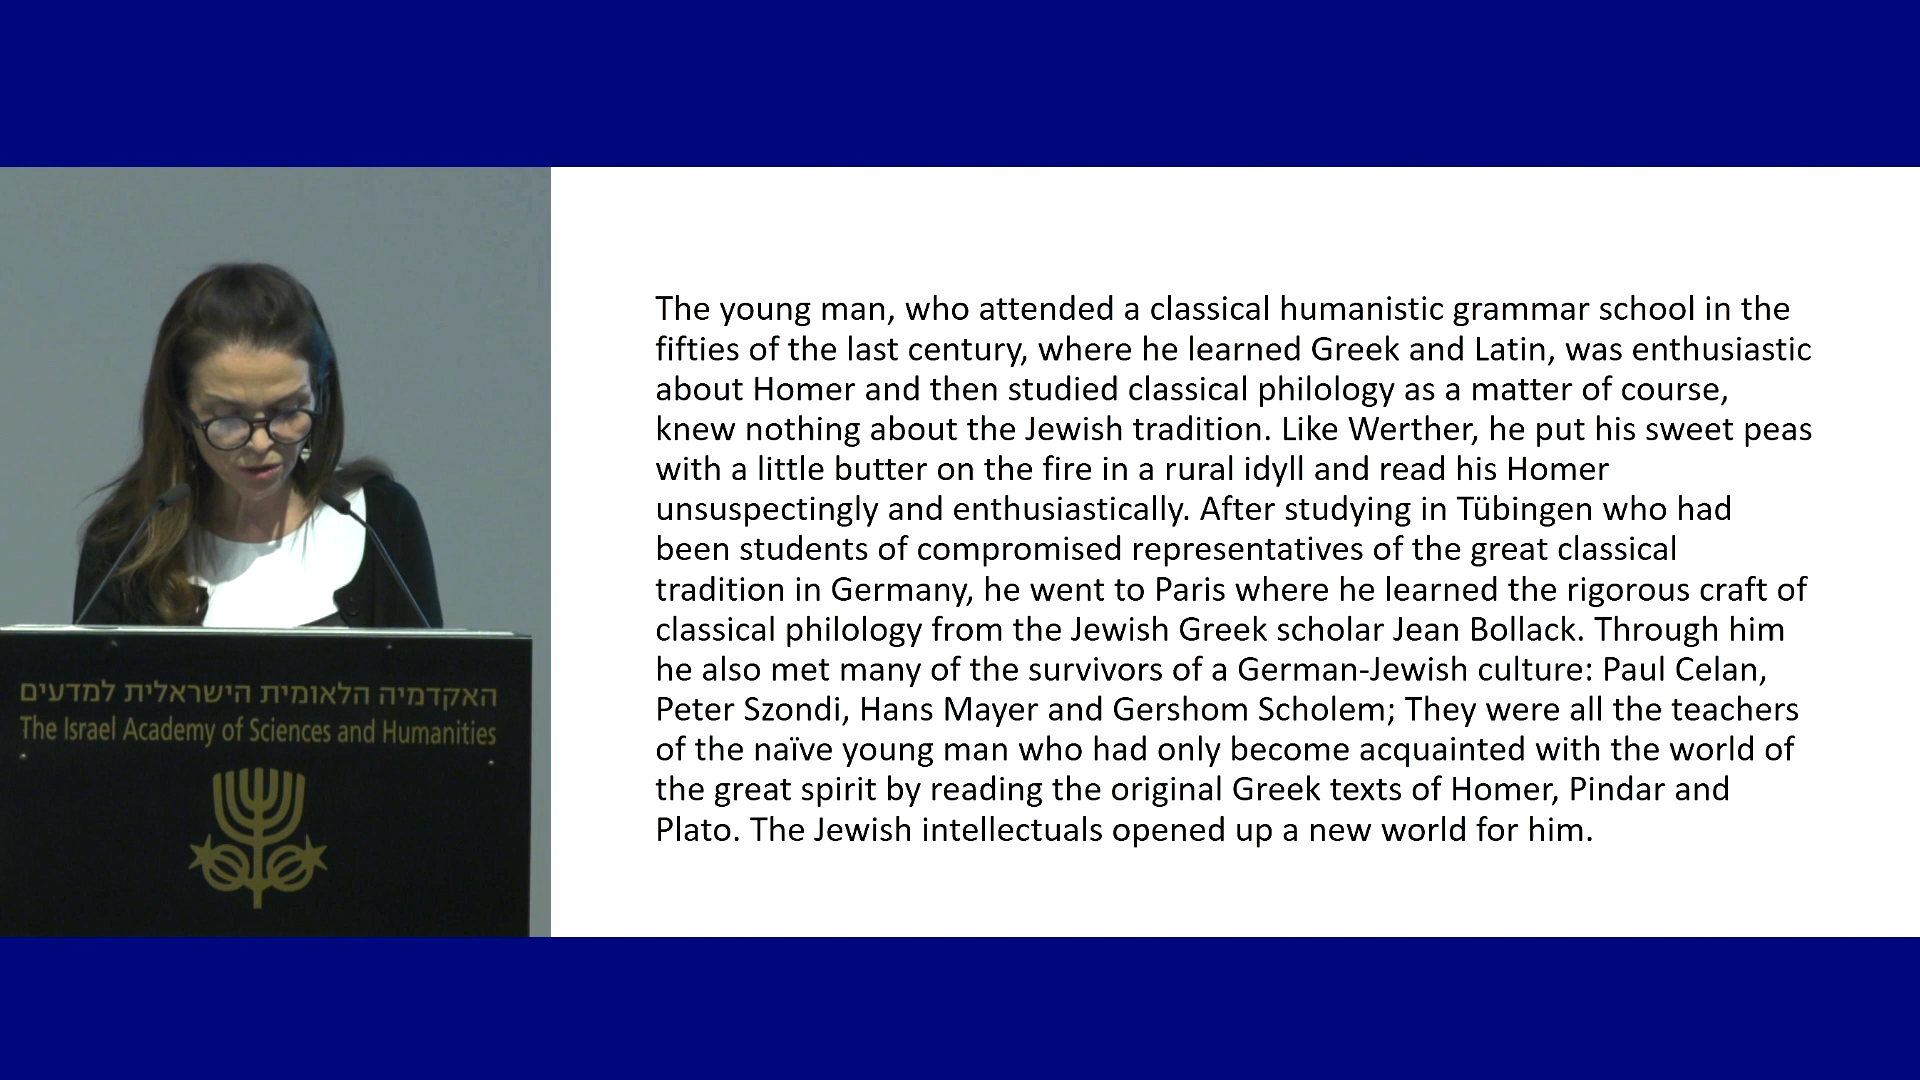 האקדמיה הלאומית הישראלית למדעים
The Israel Academy of Sciences and Humanities
The young man, who attended a classical humanistic grammar school in the
fifties of the last century, where he learned Greek and Latin, was enthusiastic
about Homer and then studied classical philology as a matter of course,
knew nothing about the Jewish tradition. Like Werther, he put his sweet peas
with a little butter on the fire in a rural idyll and read his Homer
unsuspectingly and enthusiastically. After studying in Tübingen who had
been students of compromised representatives of the great classical
tradition in Germany, he went to Paris where he learned the rigorous craft of
classical philology from the Jewish Greek scholar Jean Bollack. Through him
he also met many of the survivors of a German-Jewish culture: Paul Celan,
Peter Szondi, Hans Mayer and Gershom Scholem; They were all the teachers
of the naïve young man who had only become acquainted with the world of
the great spirit by reading the original Greek texts of Homer, Pindar and
Plato. The Jewish intellectuals opened up a new world for him.